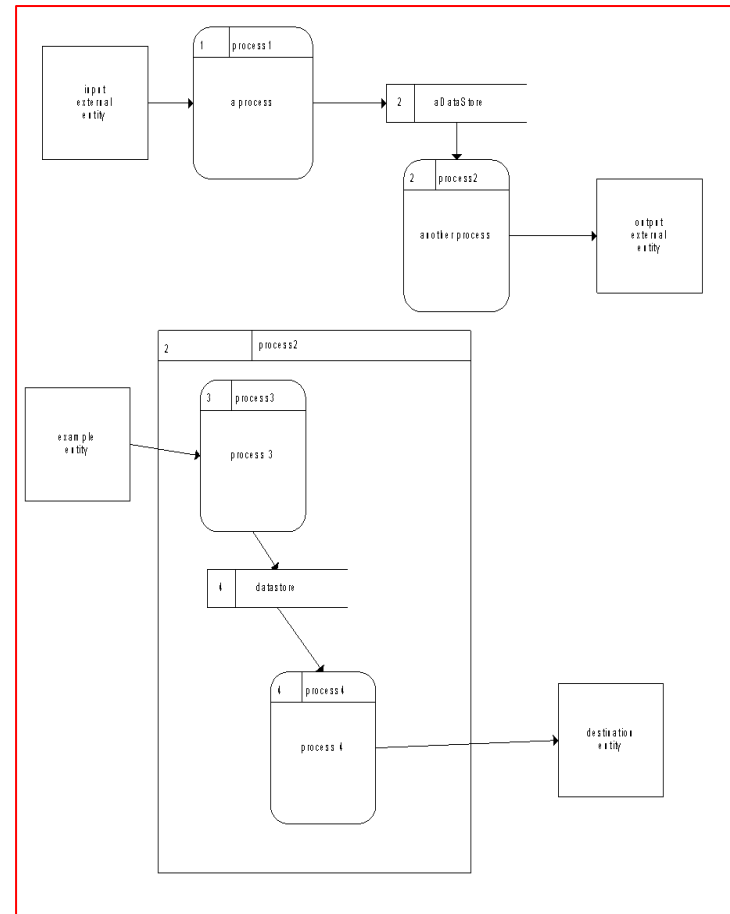 input
external
entity
1 process1
a process
2 aDataStore
2 process2
another process
output
external
entity
2 process2
example
entity
3 process3
process 3
4 datastore
4 process4
process 4
destination
entity